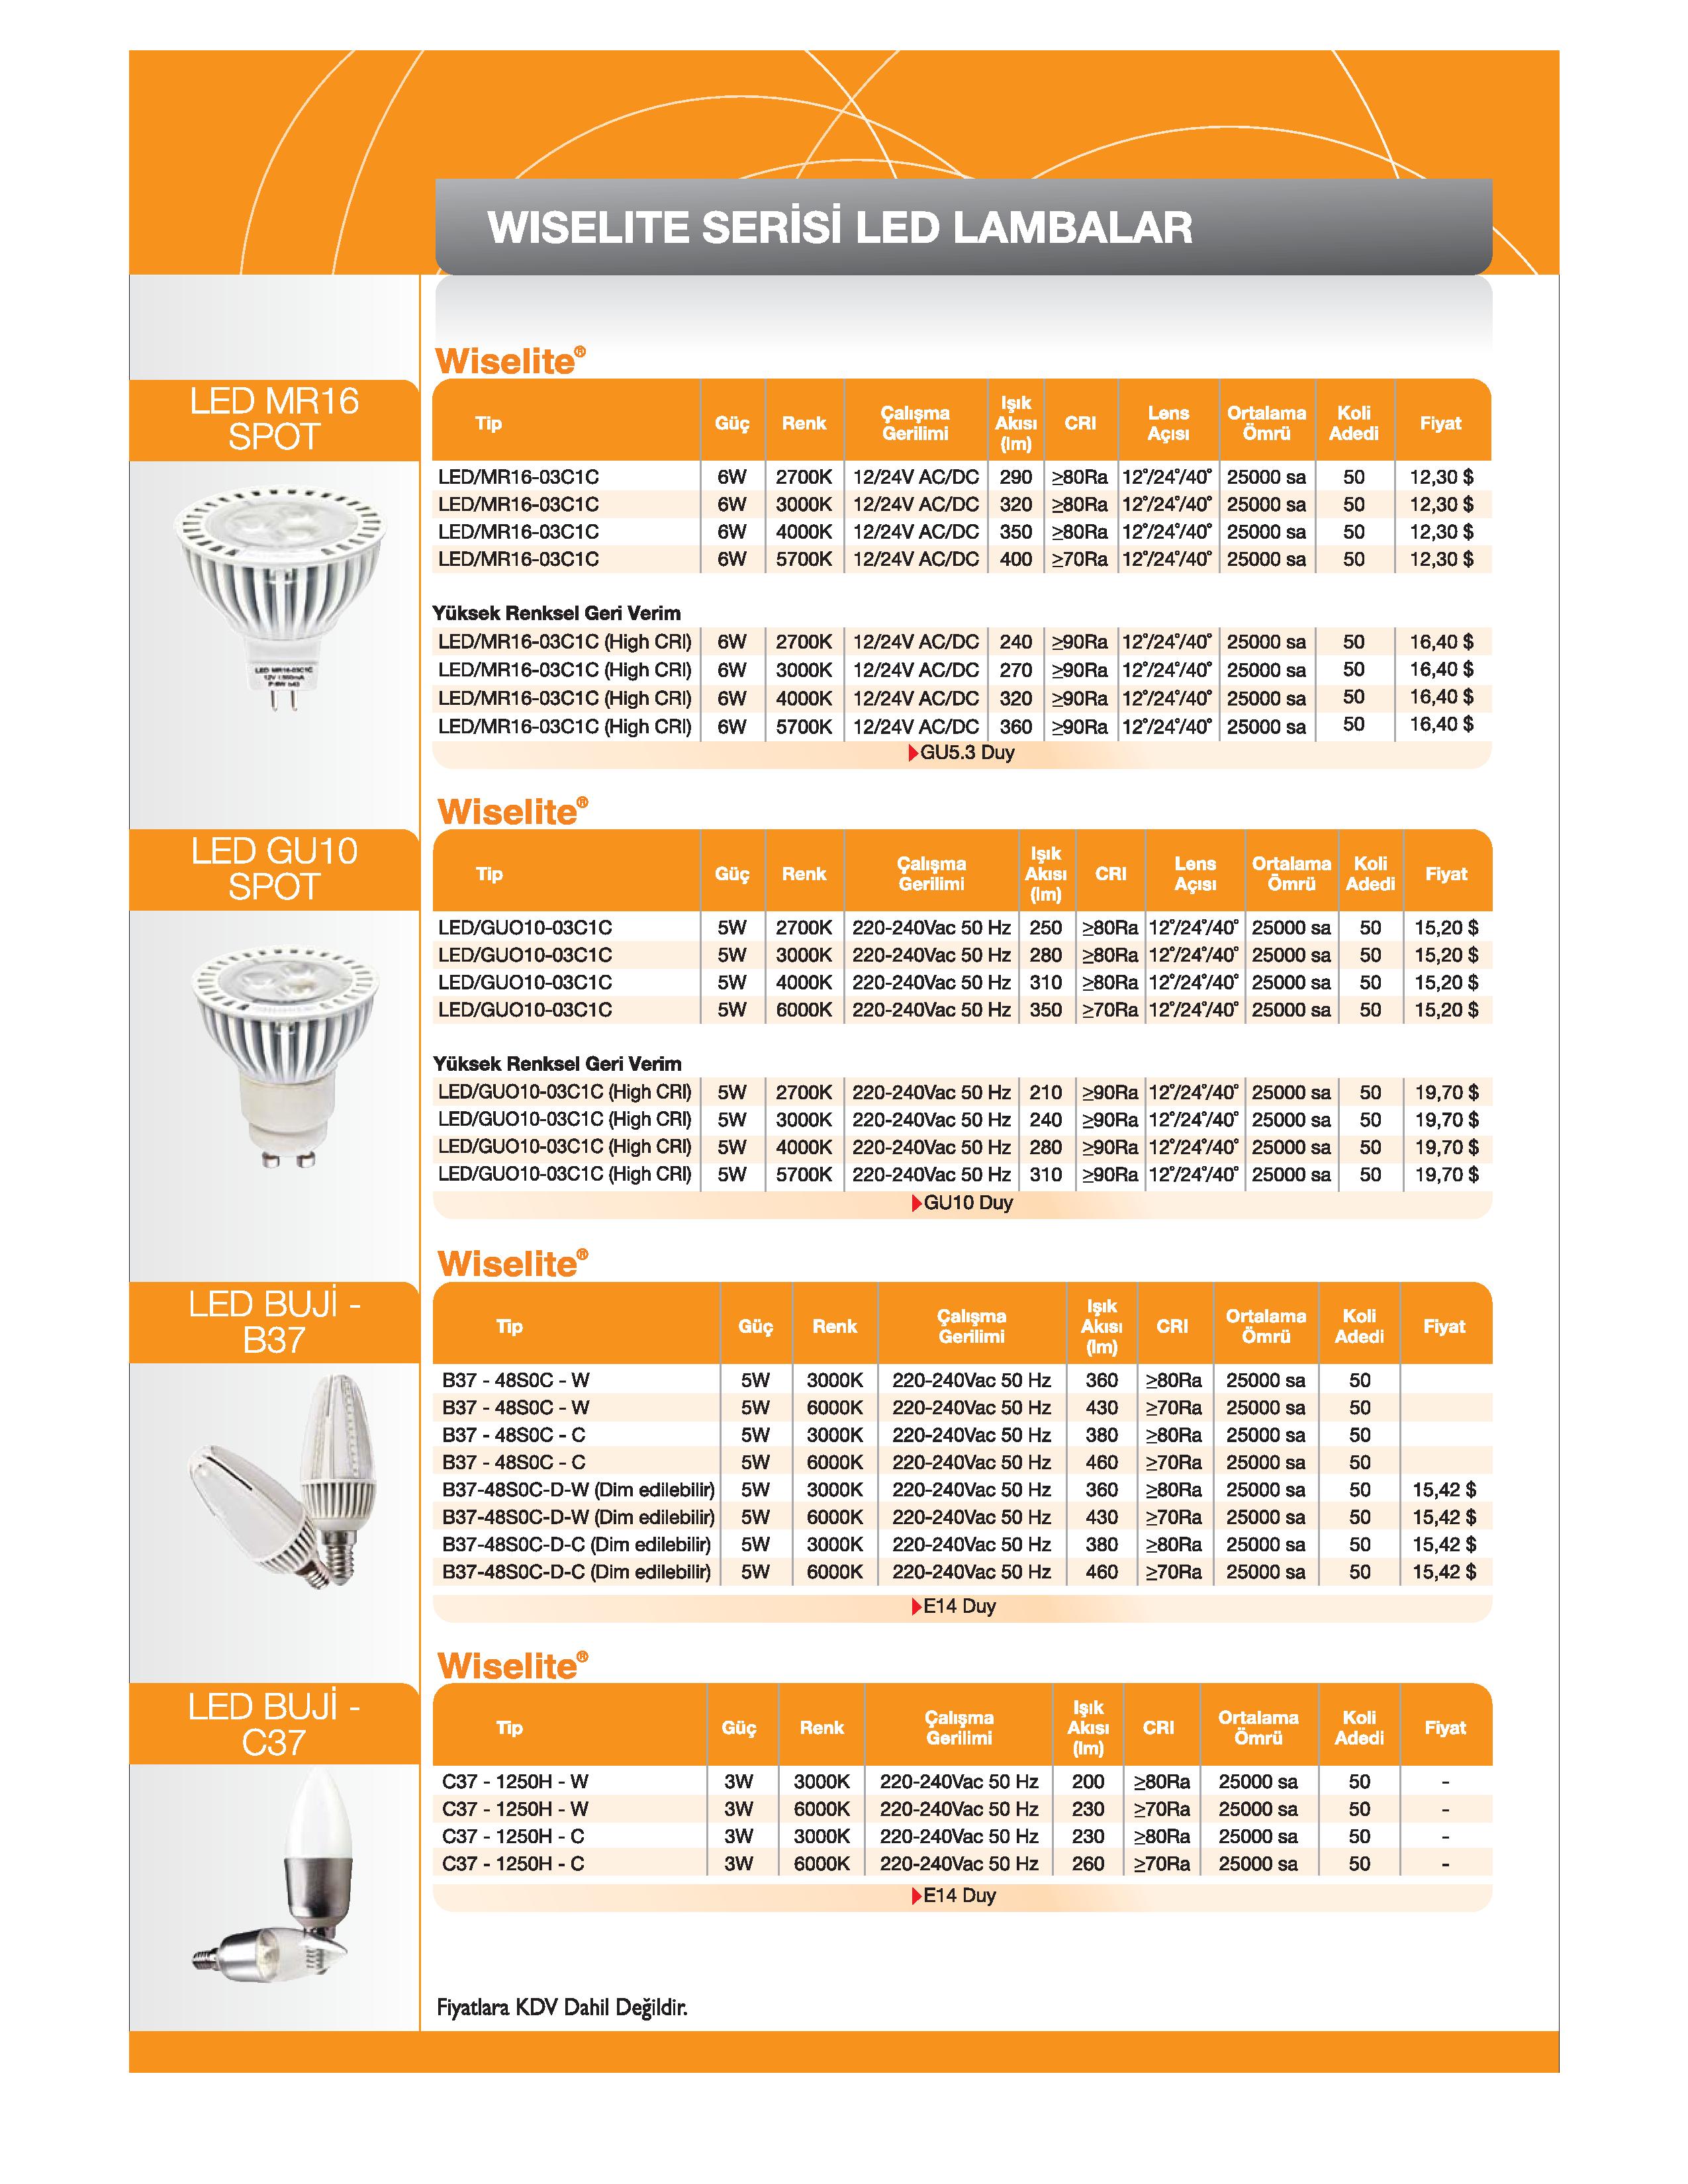 WISELITE SERİSİ LED LAMBALAR
Wiselite®
LED MR16
SPOT
Tip Güç Renk Çalışma Gerilimi Işık Akısı (lm) CRI Lens Açısı Ortalama Ömrü Koli Adedi Fiyat
LED/MR16-03C1C 6W 2700K 12/24V AC/DC 290 ≥80Ra 12°/24°/40° 25000 sa 50 12,30 $
LED/MR16-03C1C 6W 3000K 12/24V AC/DC 320 ≥80Ra 12°/24°/40° 25000 sa 50 12,30 $
LED/MR16-03C1C 6W 4000K 12/24V AC/DC 350 ≥80Ra 12°/24°/40° 25000 sa 50 12,30 $
LED/MR16-03C1C 6W 5700K 12/24V AC/DC 400 ≥70Ra 12°/24°/40° 25000 sa 50 12,30 $
Yüksek Renksel Geri Verim
LED/MR16-03C1C (High CRI) 6W 2700K 12/24V AC/DC 240 ≥90Ra 12°/24°/40° 25000 sa 50 16,40 $
LED/MR16-03C1C (High CRI) 6W 3000K 12/24V AC/DC 270 ≥90Ra 12°/24°/40° 25000 sa 50 16,40 $
LED/MR16-03C1C (High CRI) 6W 4000K 12/24V AC/DC 320 ≥90Ra 12°/24°/40° 25000 sa 50 16,40 $
LED/MR16-03C1C (High CRI) 6W 5700K 12/24V AC/DC 360 ≥90Ra 12°/24°/40° 25000 sa 50 16,40 $
GU5.3 Duy
LED MR16-03C1C
Wiselite®
LED GU10
SPOT
Tip Güç Renk Çalışma Gerilimi Işık Akısı (lm) CRI Lens Açısı Ortalama Ömrü Koli Adedi Fiyat
LED/GUO10-03C1C 5W 2700K 220-240Vac 50 Hz 250 ≥80Ra 12°/24°/40° 25000 sa 50 15,20 $
LED/GUO10-03C1C 5W 3000K 220-240Vac 50 Hz 280 ≥80Ra 12°/24°/40° 25000 sa 50 15,20 $
LED/GUO10-03C1C 5W 4000K 220-240Vac 50 Hz 310 ≥80Ra 12°/24°/40° 25000 sa 50 15,20 $
LED/GUO10-03C1C 5W 6000K 220-240Vac 50 Hz 350 ≥70Ra 12°/24°/40° 25000 sa 50 15,20 $
Yüksek Renksel Geri Verim
LED/GUO10-03C1C (High CRI) 5W 2700K 220-240Vac 50 Hz 210 ≥90Ra 12°/24°/40° 25000 sa 50 19,70 $
LED/GUO10-03C1C (High CRI) 5W 3000K 220-240Vac 50 Hz 240 ≥90Ra 12°/24°/40° 25000 sa 50 19,70 $
LED/GUO10-03C1C (High CRI) 5W 4000K 220-240Vac 50 Hz 280 ≥90Ra 12°/24°/40° 25000 sa 50 19,70 $
LED/GUO10-03C1C (High CRI) 5W 5700K 220-240Vac 50 Hz 310 ≥90Ra 12°/24°/40° 25000 sa 50 19,70 $
GU10 Duy
Wiselite®
LED BUJİ -
B37
Tip Güç Renk Çalışma Gerilimi Işık Akısı (lm) CRI Ortalama Ömrü Koli Adedi Fiyat
B37 - 48S0C - W 5W 3000K 220-240Vac 50 Hz 360 ≥80Ra 25000 sa 50
B37 - 48S0C - W 5W 6000K 220-240Vac 50 Hz 430 ≥70Ra 25000 sa 50
B37 - 48S0C - C 5W 3000K 220-240Vac 50 Hz 380 ≥80Ra 25000 sa 50
B37 - 48S0C - C 5W 6000K 220-240Vac 50 Hz 460 ≥70Ra 25000 sa 50
B37-48S0C-D-W (Dim edilebilir) 5W 3000K 220-240Vac 50 Hz 360 ≥80Ra 25000 sa 50 15,42 $
B37-48S0C-D-W (Dim edilebilir) 5W 6000K 220-240Vac 50 Hz 430 ≥70Ra 25000 sa 50 15,42 $
B37-48S0C-D-C (Dim edilebilir) 5W 3000K 220-240Vac 50 Hz 380 ≥80Ra 25000 sa 50 15,42 $
B37-48S0C-D-C (Dim edilebilir) 5W 6000K 220-240Vac 50 Hz 460 ≥70Ra 25000 sa 50 15,42 $
E14 Duy
Wiselite®
LED BUJİ -
C37
Tip Güç Renk Çalışma Gerilimi Işık Akısı (lm) CRI Ortalama Ömrü Koli Adedi Fiyat
C37 - 1250H - W 3W 3000K 220-240Vac 50 Hz 200 ≥80Ra 25000 sa 50 -
C37 - 1250H - W 3W 6000K 220-240Vac 50 Hz 230 ≥70Ra 25000 sa 50 -
C37 - 1250H - C 3W 3000K 220-240Vac 50 Hz 230 ≥80Ra 25000 sa 50 -
C37 - 1250H - C 3W 6000K 220-240Vac 50 Hz 260 ≥70Ra 25000 sa 50 -
E14 Duy
Fiyatlara KDV Dahil Değildir.